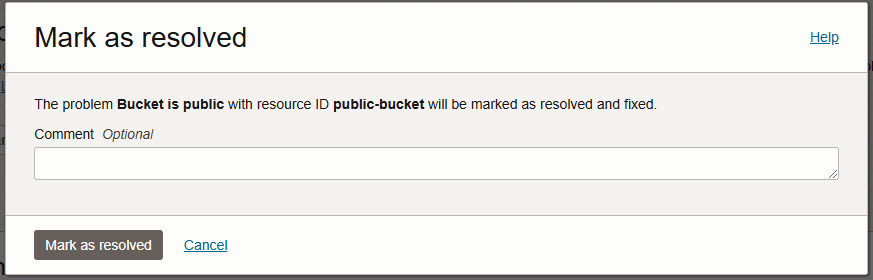 Mark as resolved
Help
The problem Bucket is public with resource ID public-bucket will be marked as resolved and fixed.
Comment Optional
Mark as resolved
Cancel